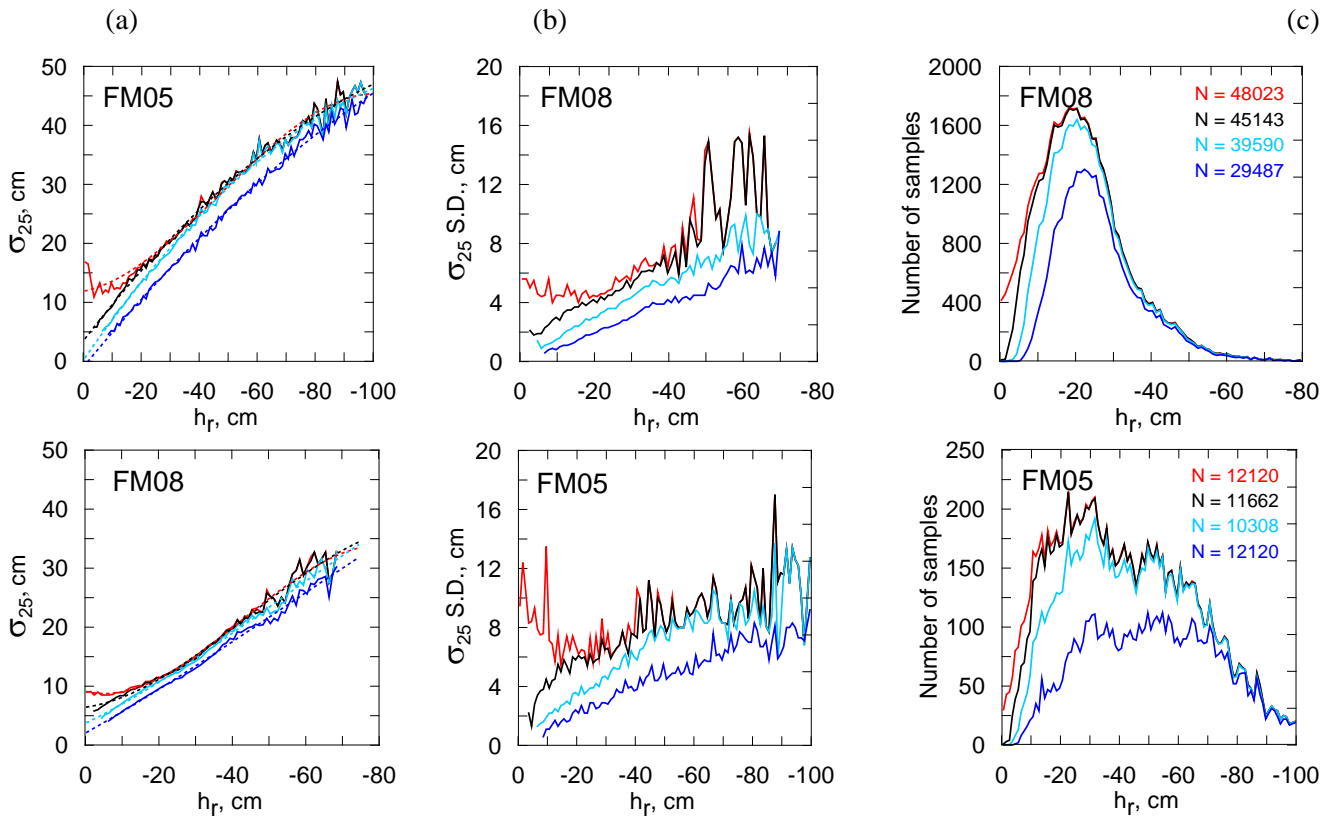 (a)
(b)
(c)
50
40
30
20
10
0
σ25, cm
FM05
0 -20 -40 -60 -80 -100
hr, cm
20
16
12
8
4
0
σ25 S.D., cm
FM08
0 -20 -40 -60 -80
hr, cm
2000
1600
1200
800
400
0
Number of samples
FM08
N = 48023
N = 45143
N = 39590
N = 29487
0 -20 -40 -60 -80
hr, cm
50
40
30
20
10
0
σ25, cm
FM08
0 -20 -40 -60 -80
hr, cm
20
16
12
8
4
0
σ25 S.D., cm
FM05
0 -20 -40 -60 -80 -100
hr, cm
250
200
150
100
50
0
Number of samples
FM05
N = 12120
N = 11662
N = 10308
N = 12120
0 -20 -40 -60 -80 -100
hr, cm